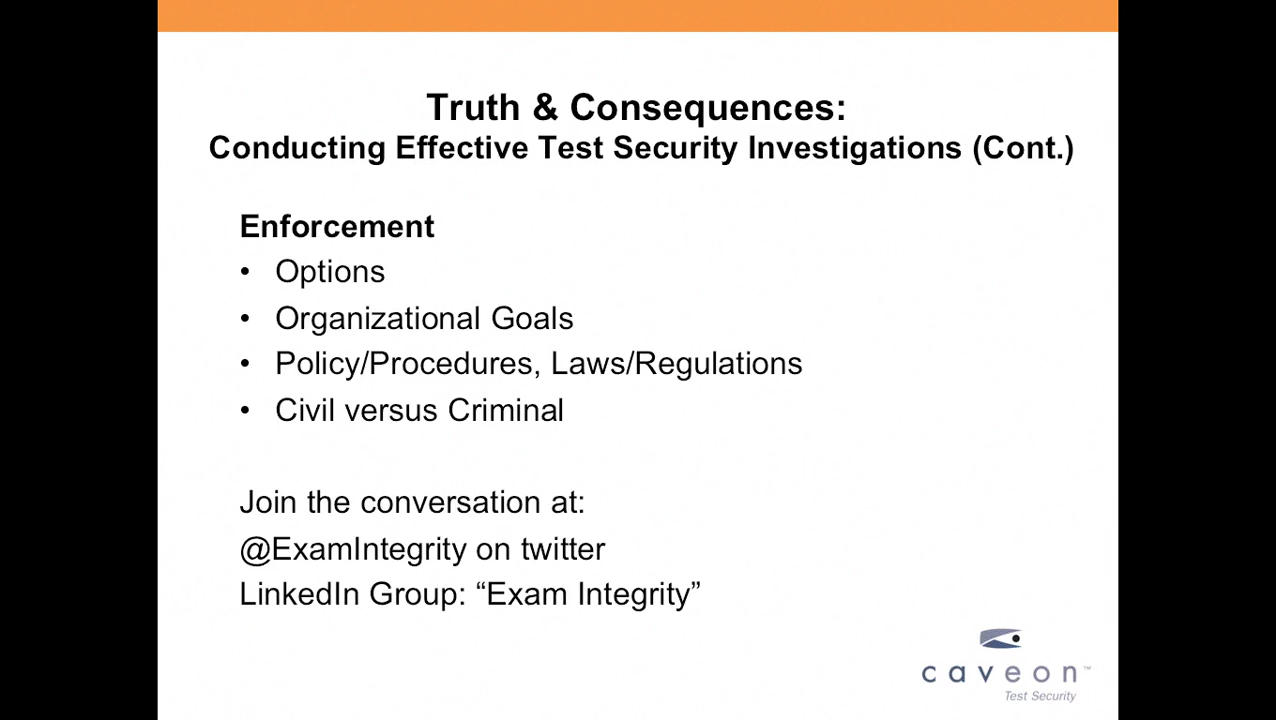 Truth & Consequences:
Conducting Effective Test Security Investigations (Cont.)
Enforcement
• Options
• Organizational Goals
• Policy/Procedures, Laws/Regulations
• Civil versus Criminal
Join the conversation at:
@ExamIntegrity on twitter
LinkedIn Group: “Exam Integrity”
caveon™
Test Security